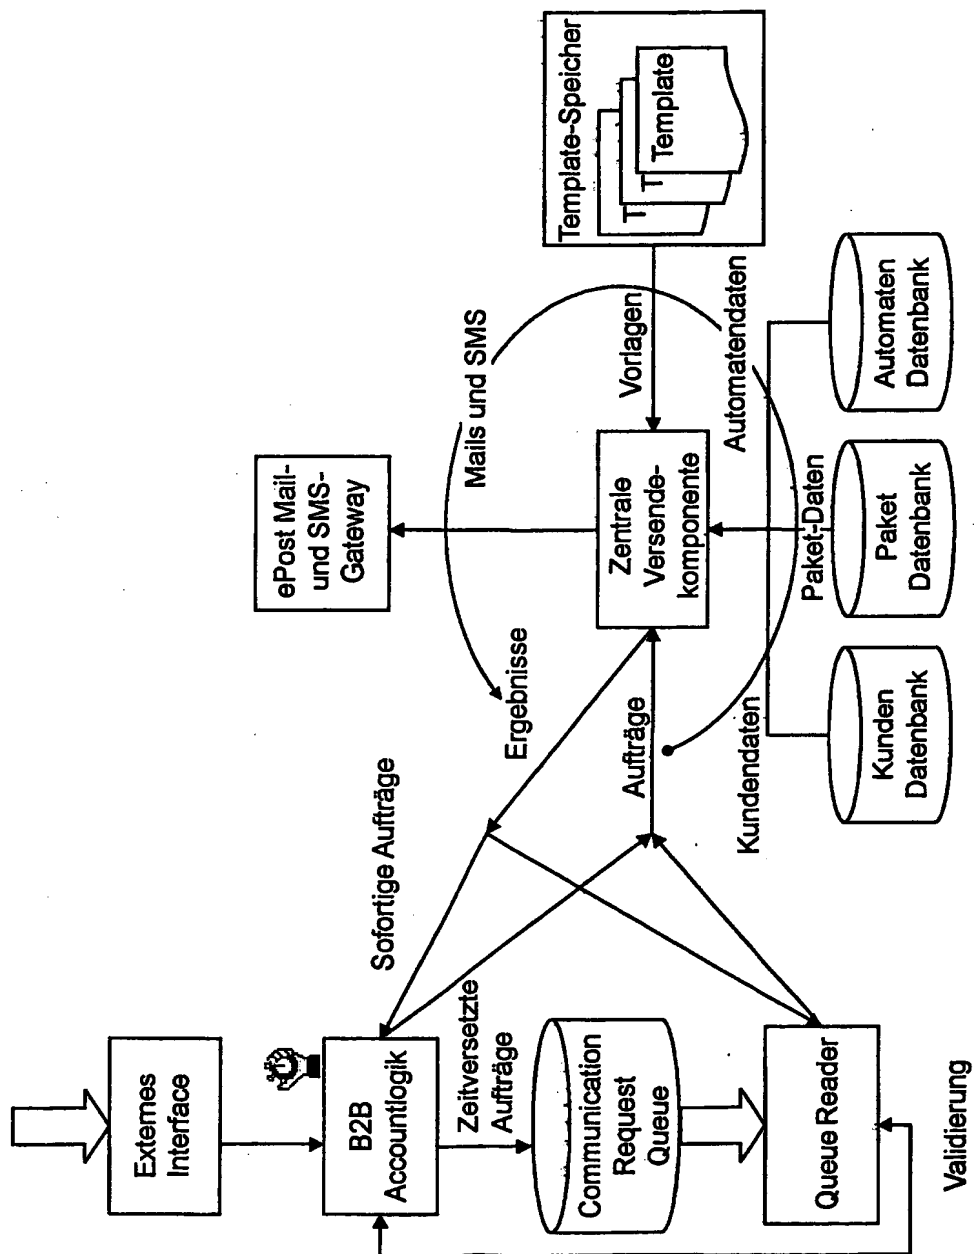 Externes
Interface
B2B
Accountlogik
Zeitversetzte
Aufträge
Communication
Request
Queue
Queue Reader
Validierung
Sofortige Aufträge
Ergebnisse
Aufträge
Kundendaten
Kunden
Datenbank
ePost Mail-
und SMS-
Gateway
Mails und SMS
Zentrale
Versende-
komponente
Paket-Daten
Paket
Datenbank
Vorlagen
Automatendaten
Automaten
Datenbank
Template-Speicher
T
T
Template